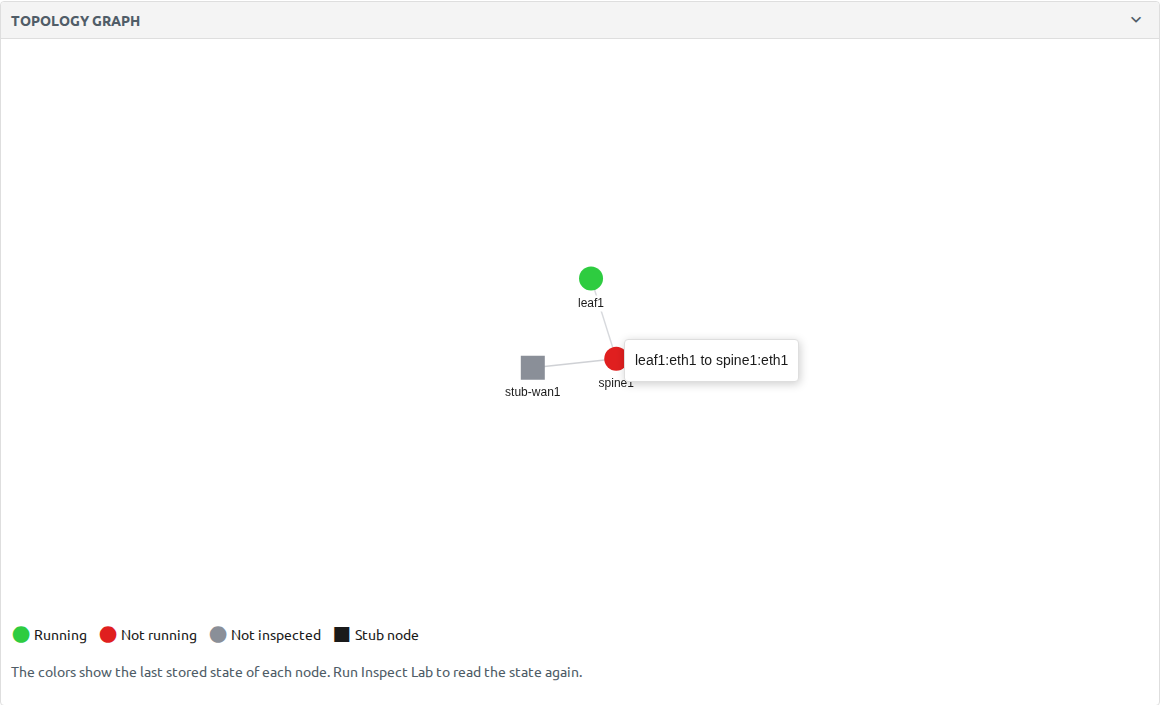 TOPOLOGY GRAPH
leaf1
leaf1:eth1 to spine1:eth1
spine1
stub-wan1
Running Not running Not inspected Stub node
The colors show the last stored state of each node. Run Inspect Lab to read the state again.